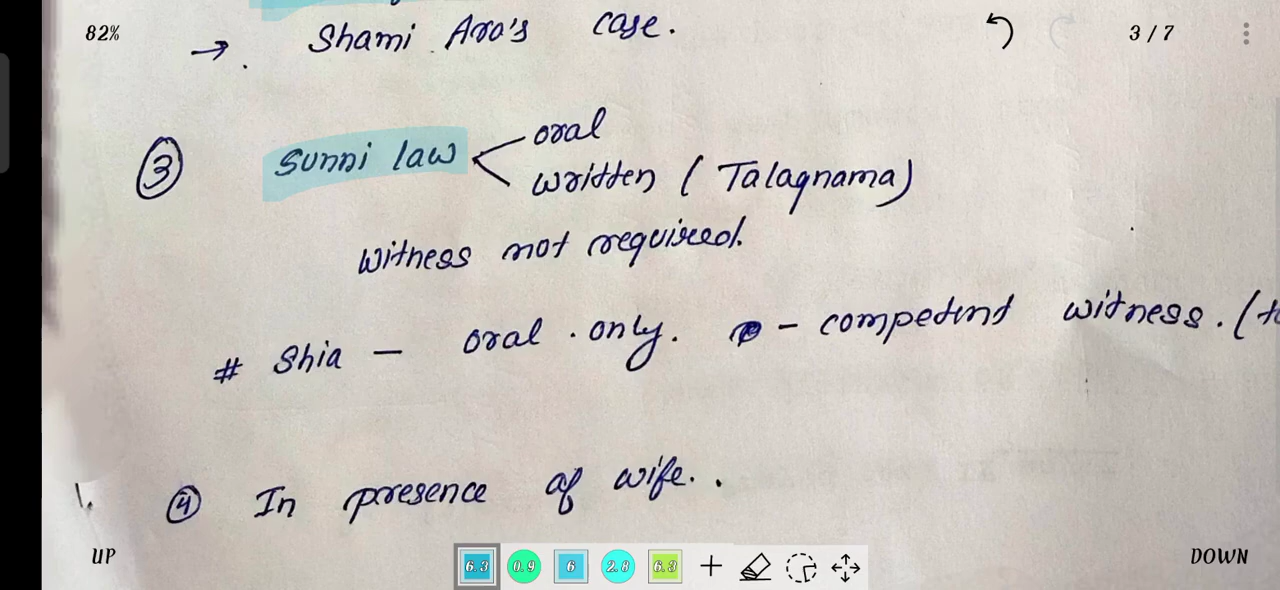 82%
→ Shami Ara's case.
3 / 7
③ Sunni law
oral
written ( Talaqnama)
Witness not required.
# Shia — oral . only. - competent witness. (
④ In presence of wife. .
UP
6.3 0.9 6 2.8 6.3
DOWN